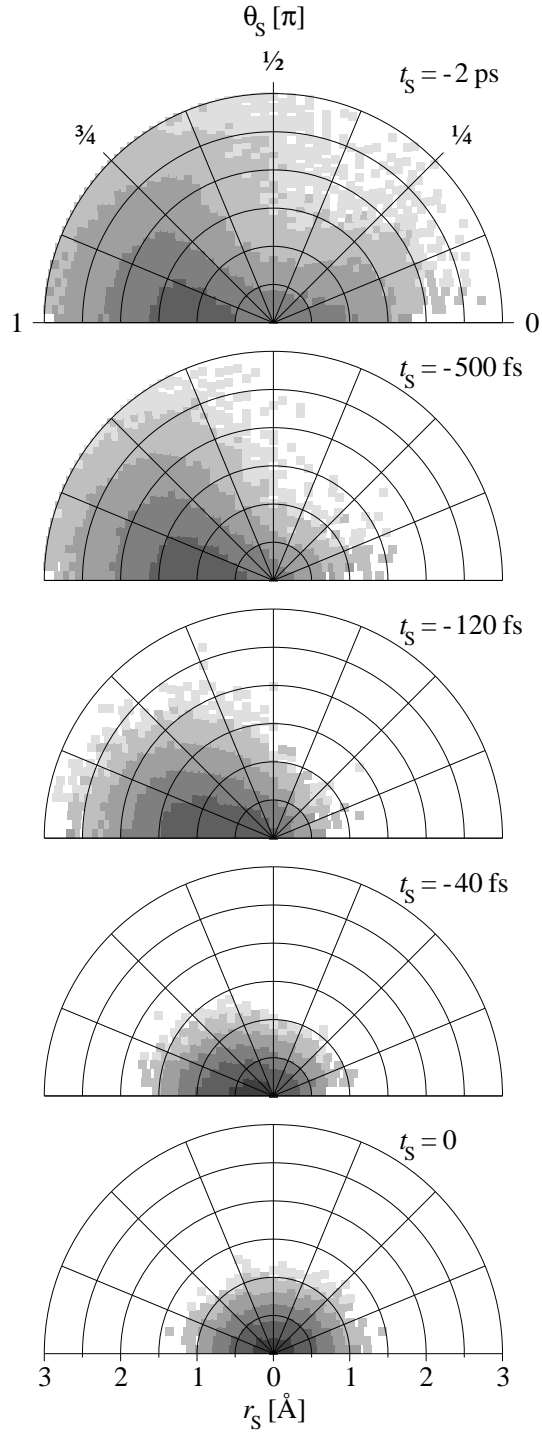 θS [π]
½
tS = -2 ps
¾
¼
1
0
tS = -500 fs
tS = -120 fs
tS = -40 fs
tS = 0
3 2 1 0 1 2 3
rS [Å]